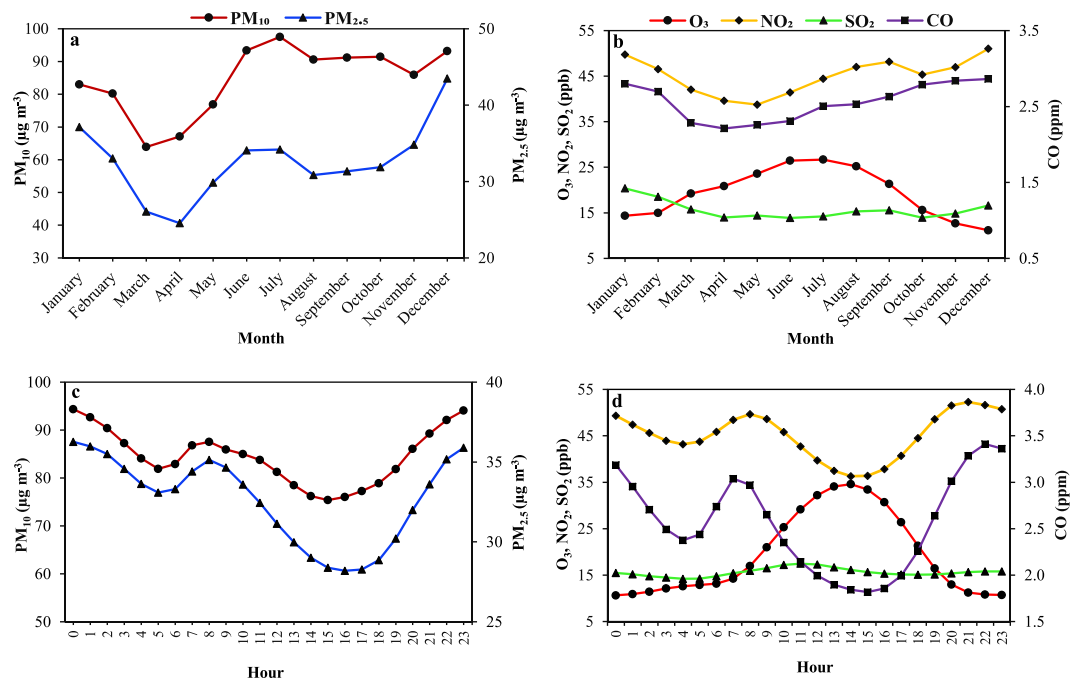 PM₁₀ PM₂.₅
a
100
90
80
70
60
50
40
30
PM₁₀ (µg m⁻³)
50
40
30
20
PM₂.₅ (µg m⁻³)
January February March April May June July August September October November December
Month
O₃ NO₂ SO₂ CO
b
55
45
35
25
15
5
O₃, NO₂, SO₂ (ppb)
3.5
2.5
1.5
0.5
CO (ppm)
January February March April May June July August September October November December
Month
c
100
90
80
70
60
50
PM₁₀ (µg m⁻³)
40
35
30
25
PM₂.₅ (µg m⁻³)
0 1 2 3 4 5 6 7 8 9 10 11 12 13 14 15 16 17 18 19 20 21 22 23
Hour
d
55
45
35
25
15
5
O₃, NO₂, SO₂ (ppb)
4.0
3.5
3.0
2.5
2.0
1.5
CO (ppm)
0 1 2 3 4 5 6 7 8 9 10 11 12 13 14 15 16 17 18 19 20 21 22 23
Hour